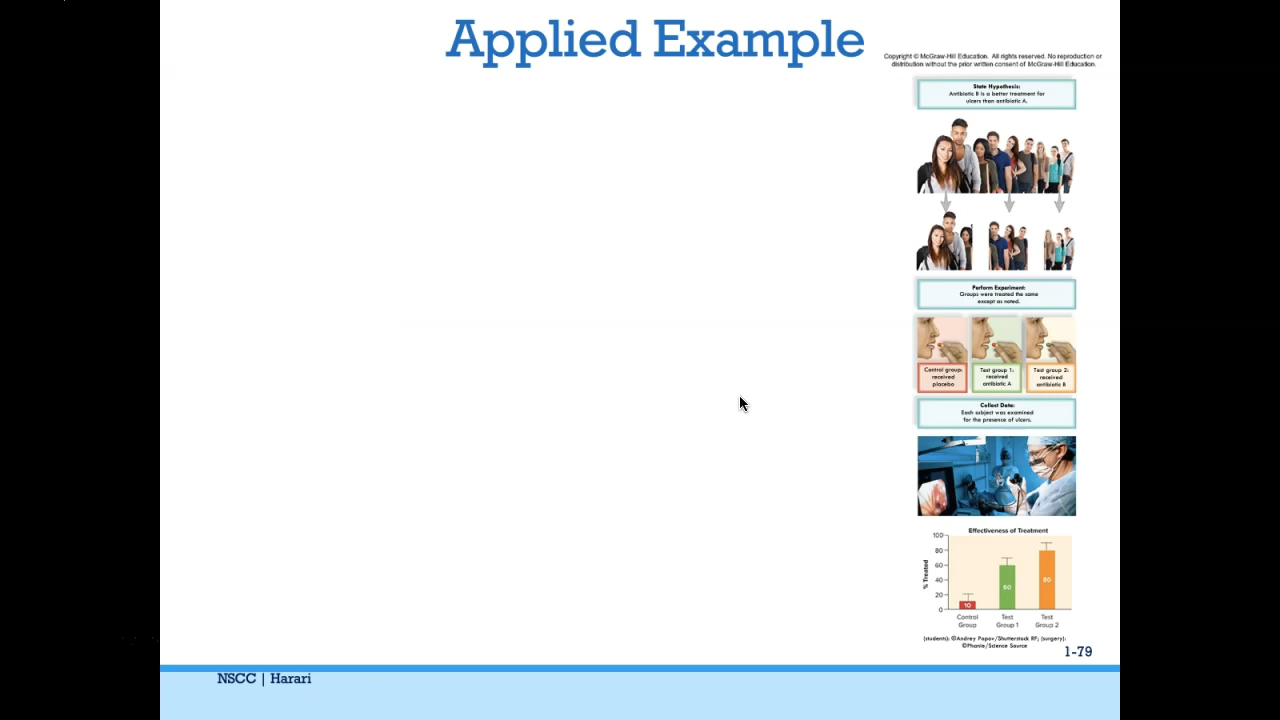 Applied Example
Copyright © McGraw-Hill Education. All rights reserved. No reproduction or
distribution without the prior written consent of McGraw-Hill Education.
State Hypothesis:
Antibiotic B is a better treatment for
ulcers than antibiotic A.
Perform Experiment:
Groups were treated the same
except as noted.
Control group:
received
placebo
Test group 1:
received
antibiotic A
Test group 2:
received
antibiotic B
Collect Data:
Each subject was examined
for the presence of ulcers.
Effectiveness of Treatment
% Treated
100
80
60
40
20
0
10
60
80
Control
Group
Test
Group 1
Test
Group 2
(students): ©Andrey Popov/Shutterstock RF; (surgery):
©Phanie/Science Source
1-79
NSCC | Harari